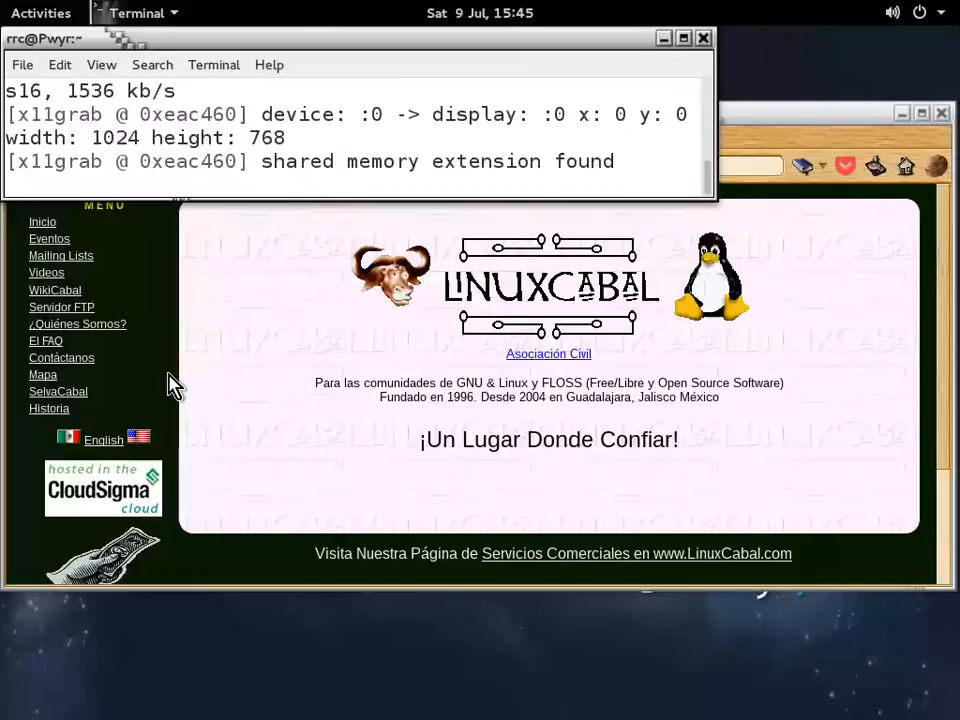 Activities
Terminal
Sat 9 Jul, 15:45
rrc@Pwyr:~
File Edit View Search Terminal Help
s16, 1536 kb/s
[x11grab @ 0xeac460] device: :0 -> display: :0 x: 0 y: 0
width: 1024 height: 768
[x11grab @ 0xeac460] shared memory extension found
MENU
Inicio
Eventos
Mailing Lists
Videos
WikiCabal
Servidor FTP
¿Quiénes Somos?
El FAQ
Contáctanos
Mapa
SelvaCabal
Historia
English
hosted in the
CloudSigma
cloud
LINUXCABAL
Asociación Civil
Para las comunidades de GNU & Linux y FLOSS (Free/Libre y Open Source Software)
Fundado en 1996. Desde 2004 en Guadalajara, Jalisco México
¡Un Lugar Donde Confiar!
Visita Nuestra Página de Servicios Comerciales en www.LinuxCabal.com